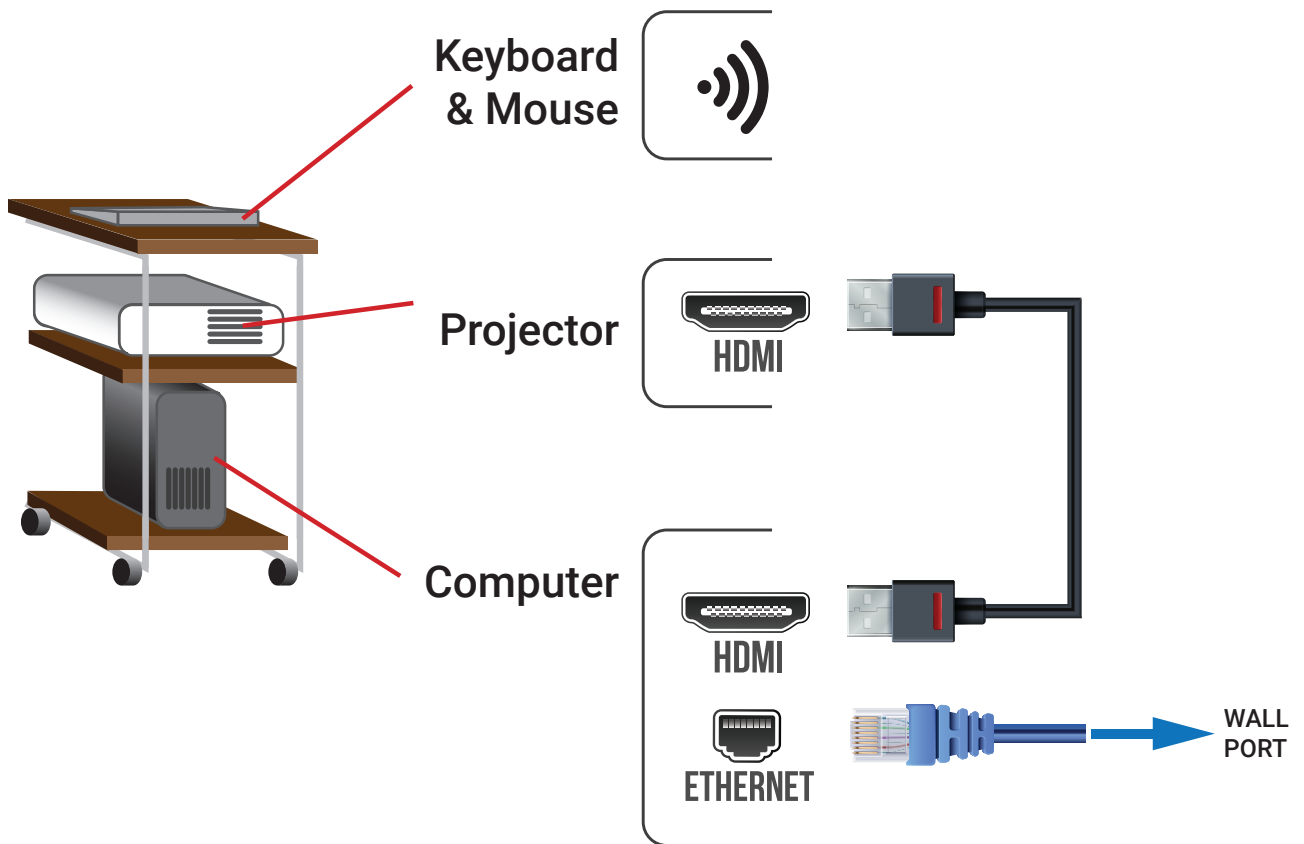 Keyboard
& Mouse
Projector
HDMI
Computer
HDMI
ETHERNET
WALL
PORT